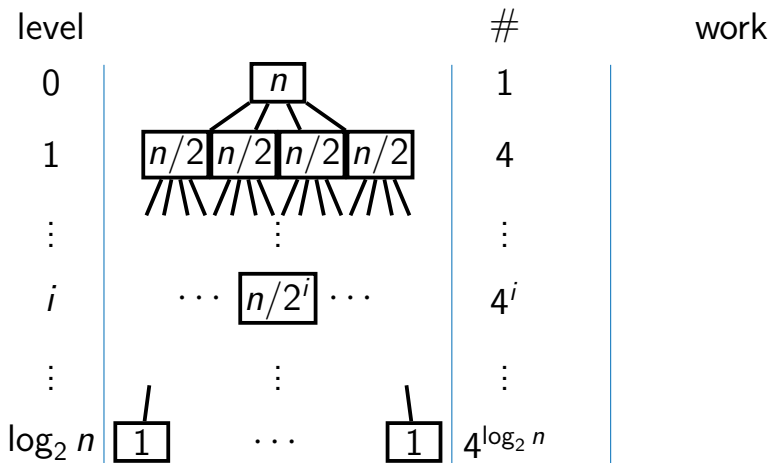 level # work
0 n 1
1 n/2 n/2 n/2 n/2 4
⋮ ⋮ ⋮
i ··· n/2^i ··· 4^i
⋮ ⋮ ⋮
log₂ n 1 ··· 1 4^{log₂ n}